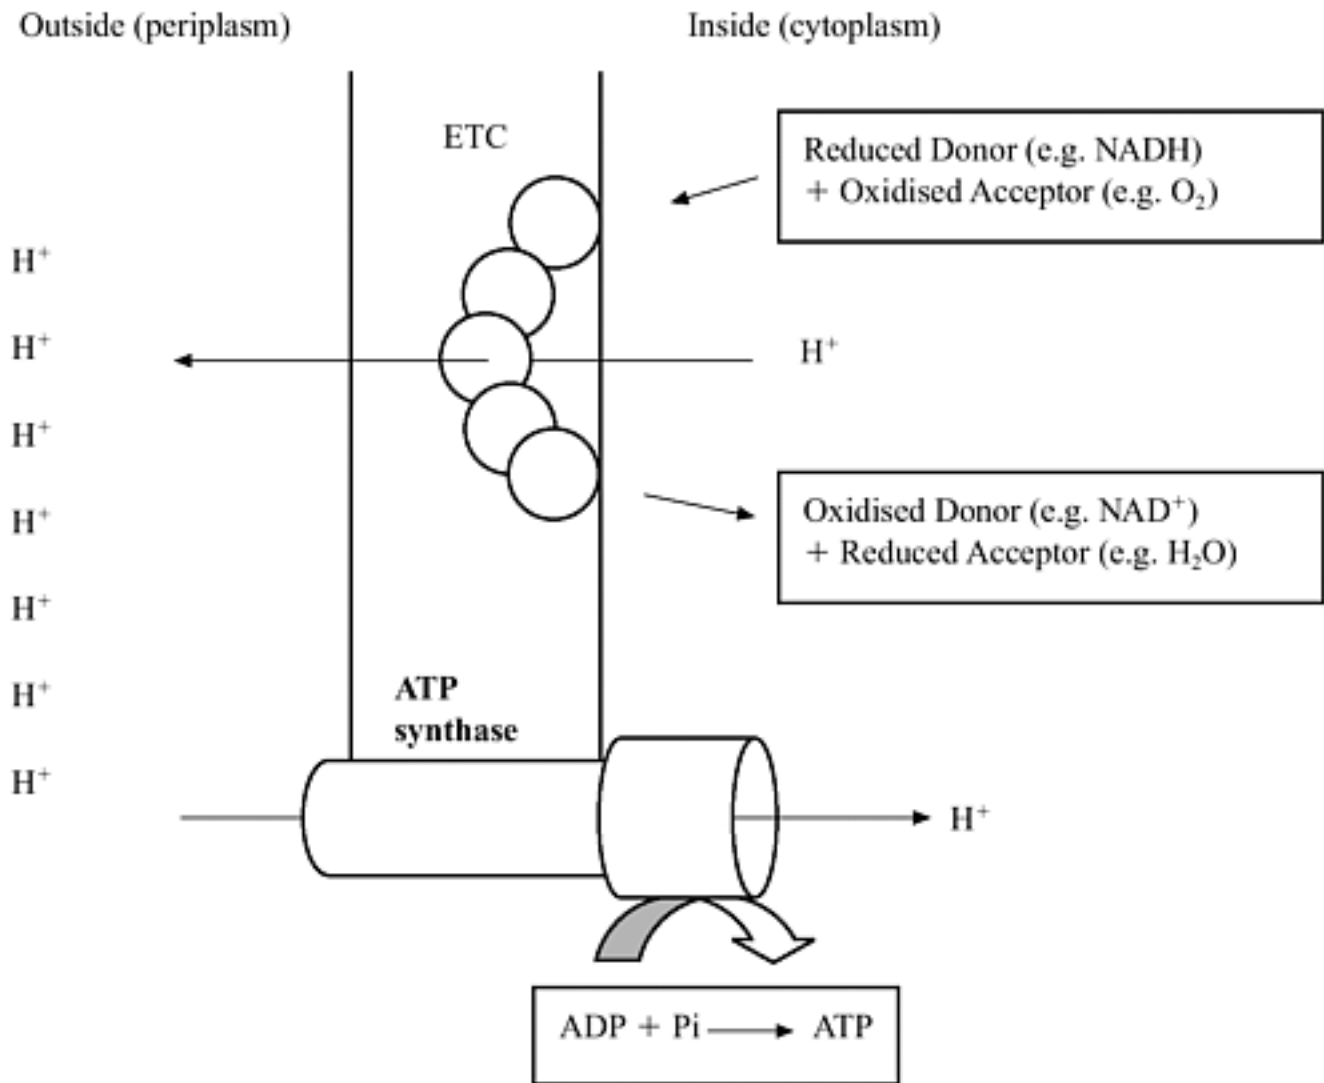 Outside (periplasm)
Inside (cytoplasm)
ETC
Reduced Donor (e.g. NADH)
+ Oxidised Acceptor (e.g. O₂)
H⁺
H⁺
H⁺
H⁺
H⁺
Oxidised Donor (e.g. NAD⁺)
+ Reduced Acceptor (e.g. H₂O)
H⁺
H⁺
ATP
synthase
H⁺
H⁺
ADP + Pi → ATP